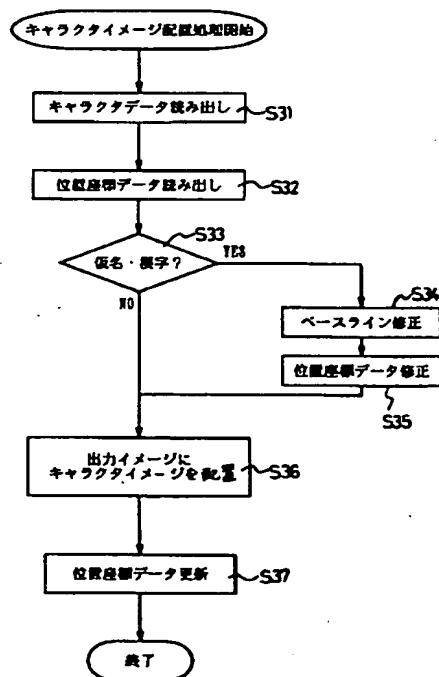 キャラクタイメージ配置処理開始
キャラクタデータ読み出し
S31
位置座標データ読み出し
S32
S33
仮名・漢字?
YES
NO
S34
ベースライン修正
位置座標データ修正
S35
出力イメージに
キャラクタイメージを配置
S36
位置座標データ更新
S37
終了